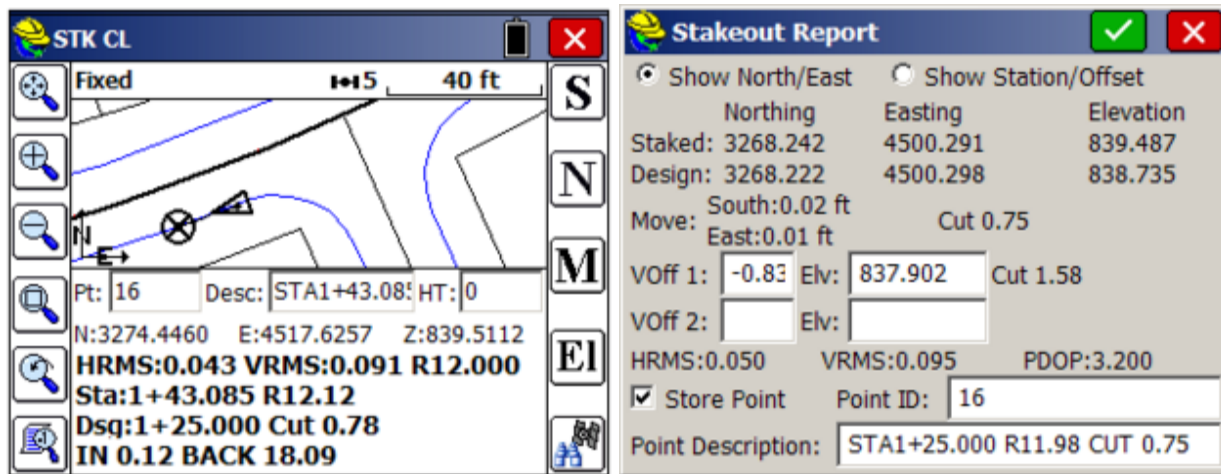 STK CL
Fixed 5 40 ft
S
N
N
E
M
Pt: 16 Desc: STA1+43.085 HT: 0
N:3274.4460 E:4517.6257 Z:839.5112
HRMS:0.043 VRMS:0.091 R12.000
El
Sta:1+43.085 R12.12
Dsg:1+25.000 Cut 0.78
IN 0.12 BACK 18.09
Stakeout Report
Show North/East Show Station/Offset
Northing Easting Elevation
Staked: 3268.242 4500.291 839.487
Design: 3268.222 4500.298 838.735
Move: South:0.02 ft Cut 0.75
East:0.01 ft
VOff 1: -0.83 Elv: 837.902 Cut 1.58
VOff 2: Elv:
HRMS:0.050 VRMS:0.095 PDOP:3.200
Store Point Point ID: 16
Point Description: STA1+25.000 R11.98 CUT 0.75